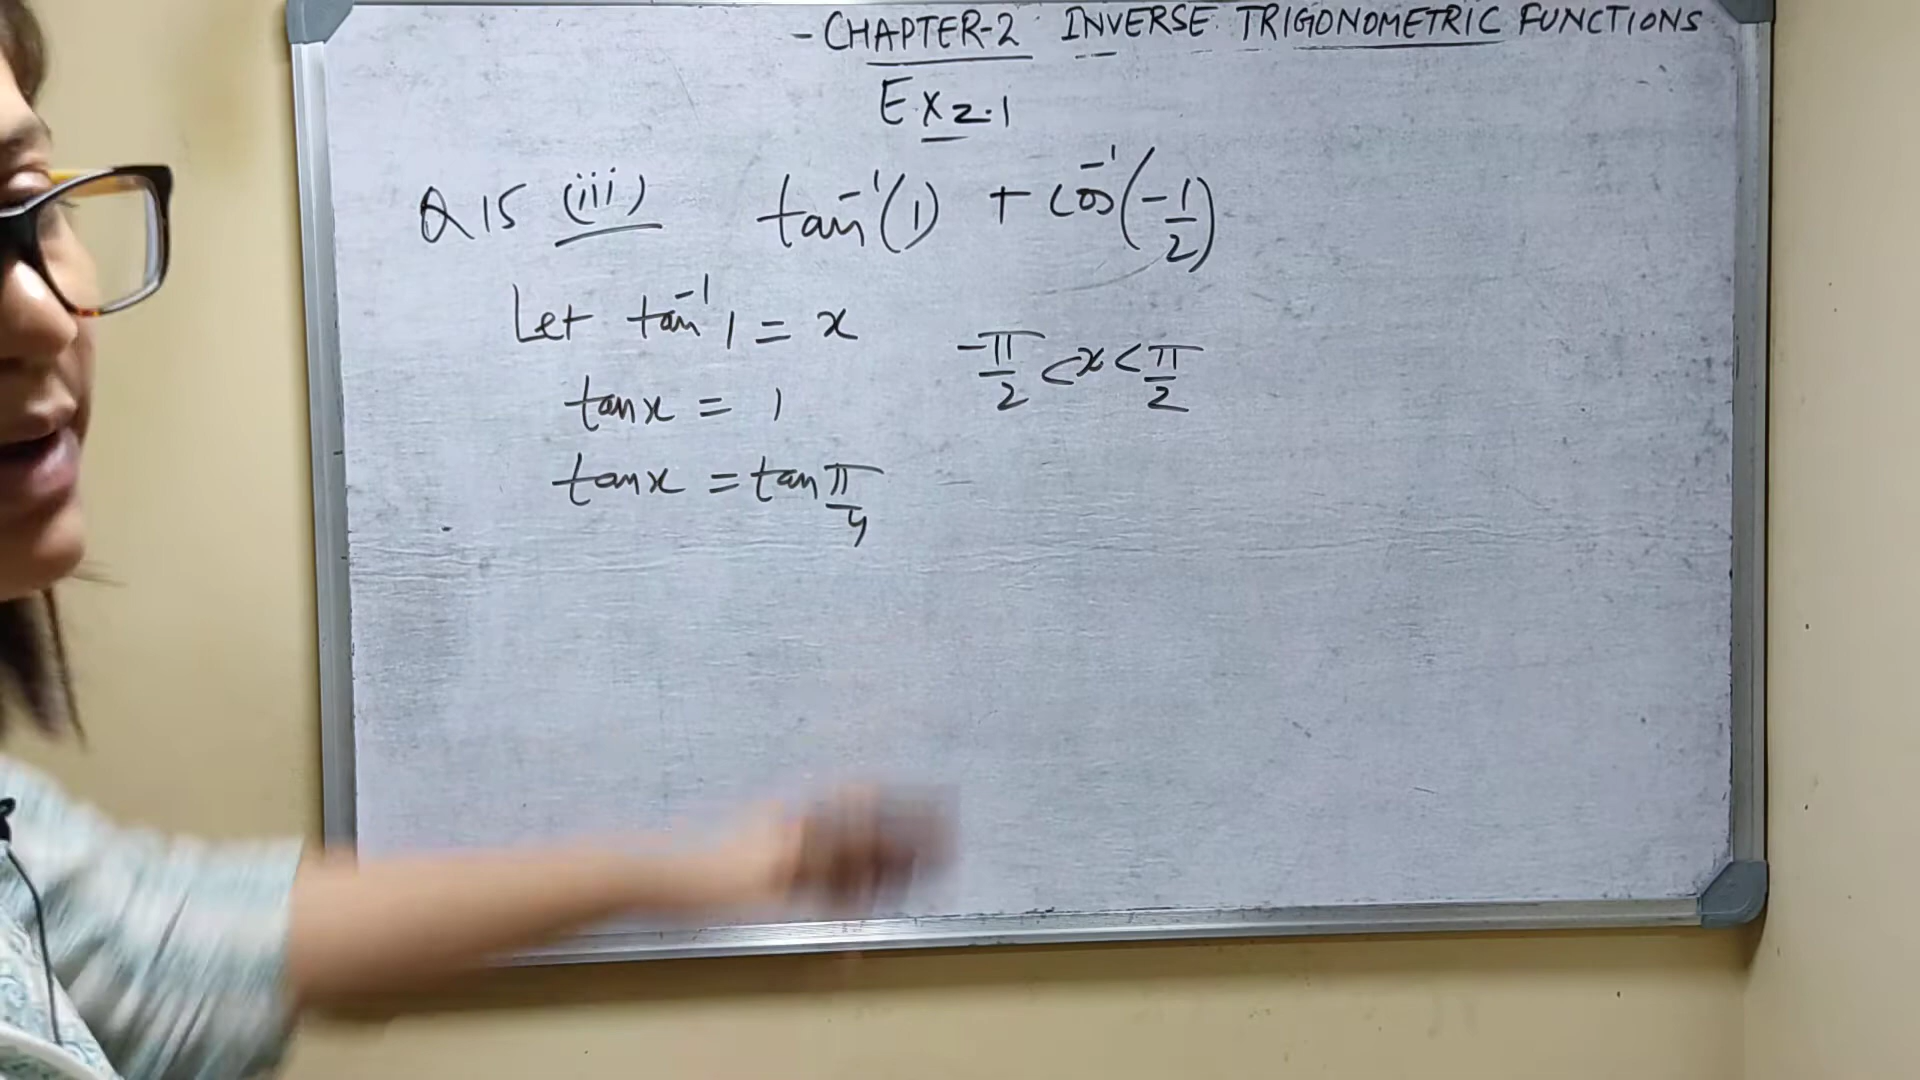 - CHAPTER-2 INVERSE TRIGONOMETRIC FUNCTIONS
Ex 2.1
Q 15 (iii) tan⁻¹(1) + cos⁻¹(-1/2)
Let tan⁻¹ 1 = x
-π/2 < x < π/2
tan x = 1
tan x = tan π/4